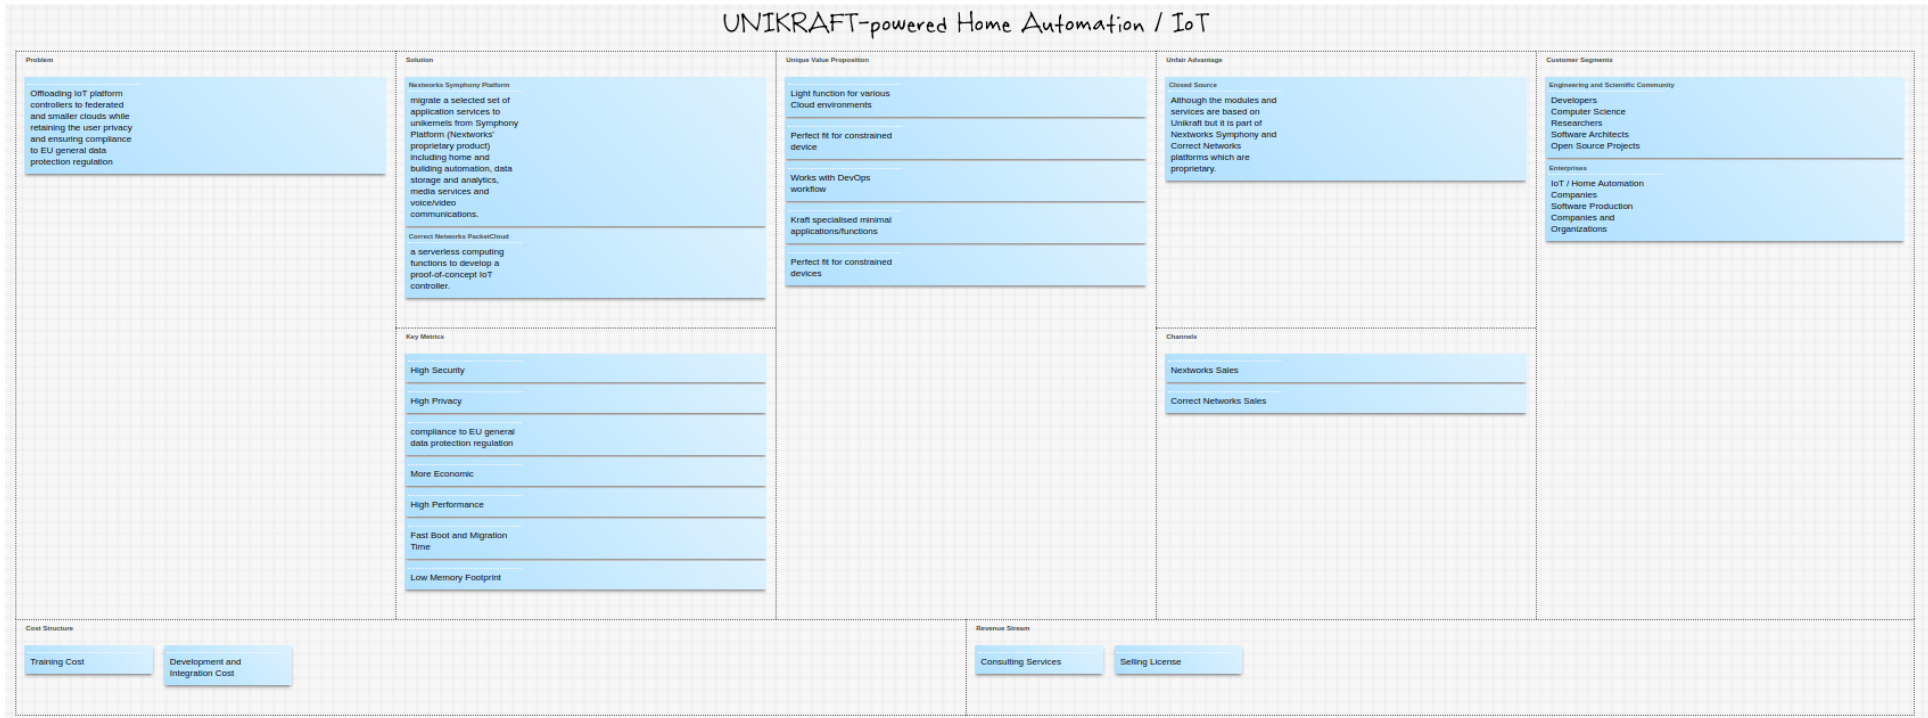 UNIKRAFT-powered Home Automation / IoT
Problem
Offloading IoT platform
controllers to federated
and smaller clouds while
retaining the user privacy
and ensuring compliance
to EU general data
protection regulation
Solution
Nextworks Symphony Platform
migrate a selected set of
application services to
unikernels from Symphony
Platform (Nextworks'
proprietary product)
including home and
building automation, data
storage and analytics,
media services and
voice/video
communications.
Correct Networks PacketCloud
a serverless computing
functions to develop a
proof-of-concept IoT
controller.
Key Metrics
High Security
High Privacy
compliance to EU general
data protection regulation
More Economic
High Performance
Fast Boot and Migration
Time
Low Memory Footprint
Unique Value Proposition
Light function for various
Cloud environments
Perfect fit for constrained
device
Works with DevOps
workflow
Kraft specialised minimal
applications/functions
Perfect fit for constrained
devices
Unfair Advantage
Closed Source
Although the modules and
services are based on
Unikraft but it is part of
Nextworks Symphony and
Correct Networks
platforms which are
proprietary.
Channels
Nextworks Sales
Correct Networks Sales
Customer Segments
Engineering and Scientific Community
Developers
Computer Science
Researchers
Software Architects
Open Source Projects
Enterprises
IoT / Home Automation
Companies
Software Production
Companies and
Organizations
Cost Structure
Training Cost
Development and
Integration Cost
Revenue Stream
Consulting Services
Selling License